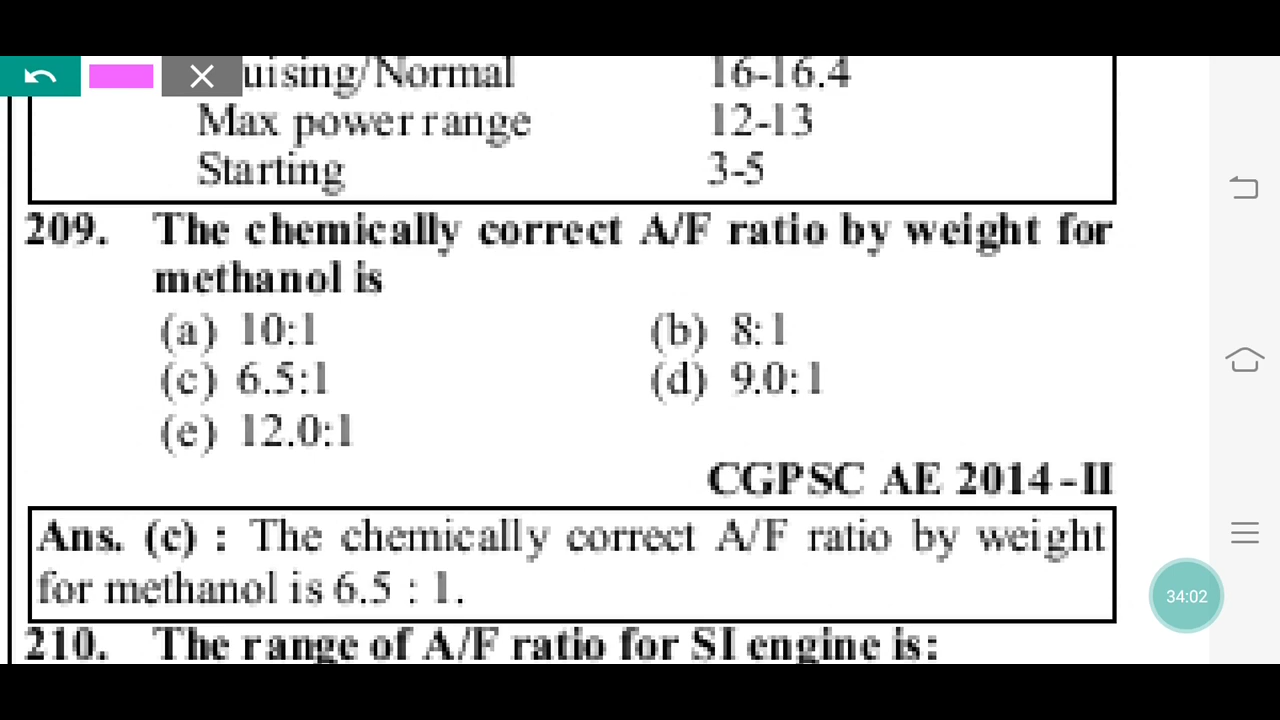 uising/Normal 16-16.4
Max power range 12-13
Starting 3-5
209. The chemically correct A/F ratio by weight for
methanol is
(a) 10:1 (b) 8:1
(c) 6.5:1 (d) 9.0:1
(e) 12.0:1
CGPSC AE 2014-II
Ans. (c) : The chemically correct A/F ratio by weight
for methanol is 6.5 : 1.
34:02
210. The range of A/F ratio for SI engine is: